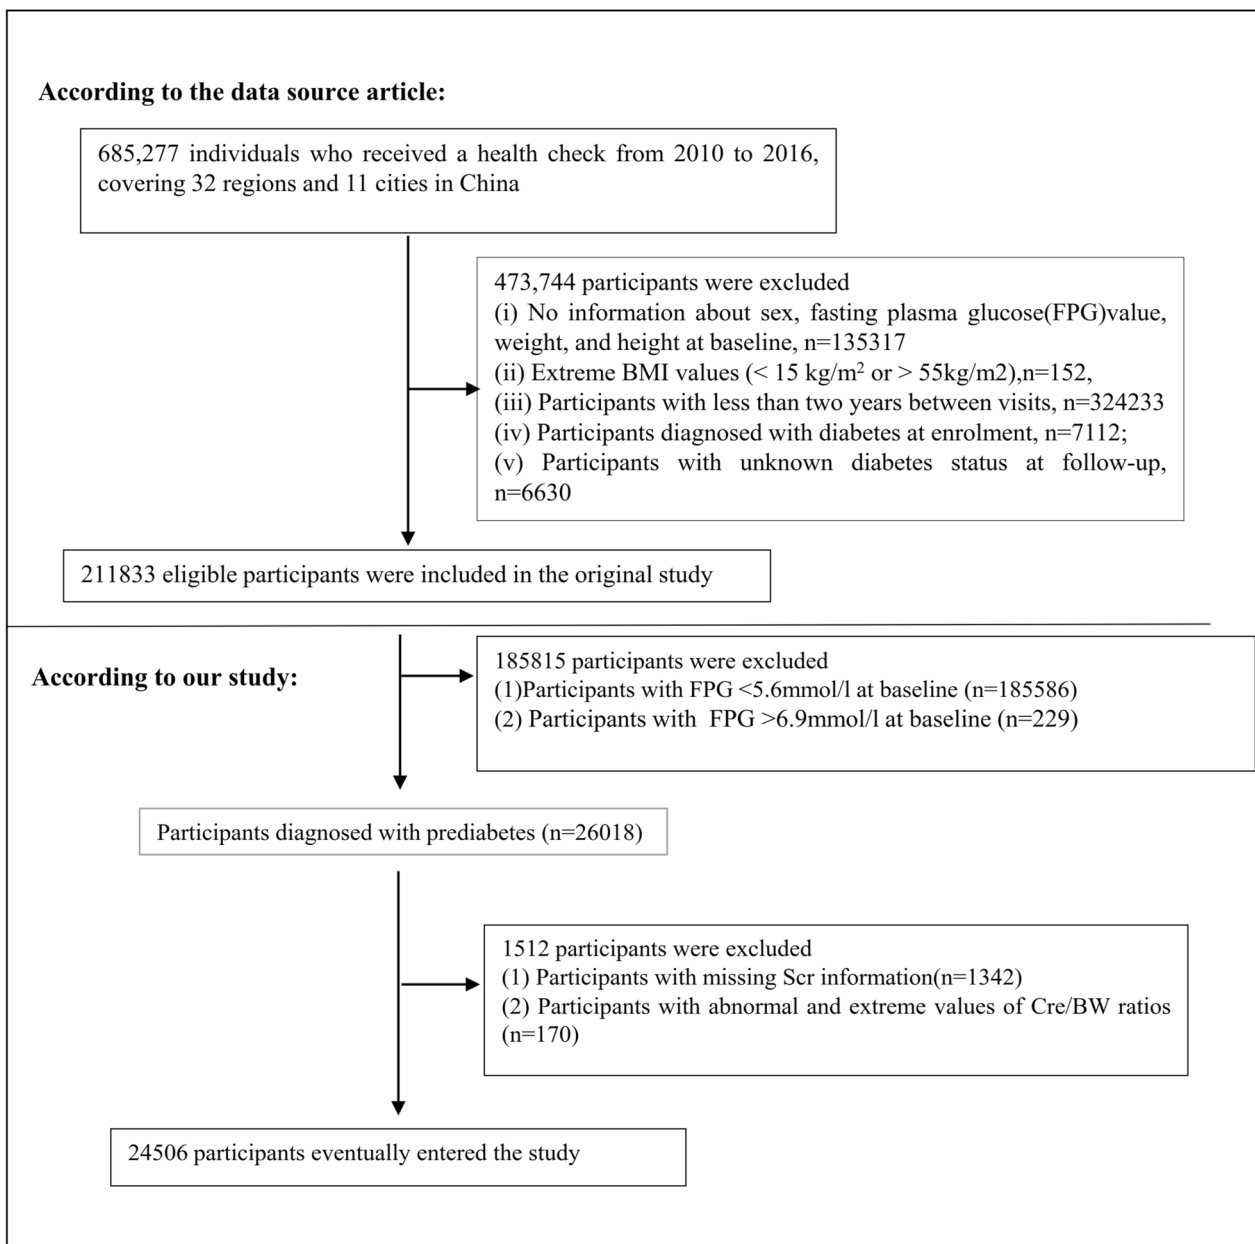 According to the data source article:
685,277 individuals who received a health check from 2010 to 2016,
covering 32 regions and 11 cities in China
473,744 participants were excluded
(i) No information about sex, fasting plasma glucose(FPG)value,
weight, and height at baseline, n=135317
(ii) Extreme BMI values (< 15 kg/m² or > 55kg/m2),n=152,
(iii) Participants with less than two years between visits, n=324233
(iv) Participants diagnosed with diabetes at enrolment, n=7112;
(v) Participants with unknown diabetes status at follow-up,
n=6630
211833 eligible participants were included in the original study
According to our study:
185815 participants were excluded
(1)Participants with FPG <5.6mmol/l at baseline (n=185586)
(2) Participants with FPG >6.9mmol/l at baseline (n=229)
Participants diagnosed with prediabetes (n=26018)
1512 participants were excluded
(1) Participants with missing Scr information(n=1342)
(2) Participants with abnormal and extreme values of Cre/BW ratios
(n=170)
24506 participants eventually entered the study